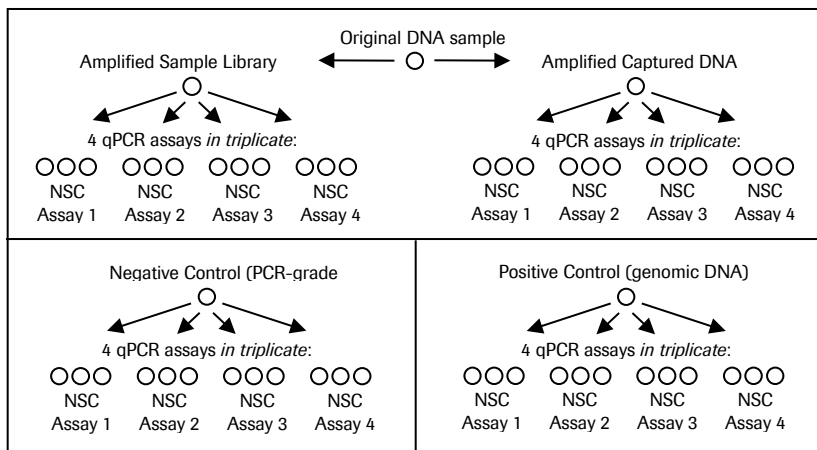 Original DNA sample
Amplified Sample Library
Amplified Captured DNA
4 qPCR assays in triplicate:
4 qPCR assays in triplicate:
NSC NSC NSC NSC
Assay 1 Assay 2 Assay 3 Assay 4
NSC NSC NSC NSC
Assay 1 Assay 2 Assay 3 Assay 4
Negative Control (PCR-grade
4 qPCR assays in triplicate:
NSC NSC NSC NSC
Assay 1 Assay 2 Assay 3 Assay 4
Positive Control (genomic DNA)
4 qPCR assays in triplicate:
NSC NSC NSC NSC
Assay 1 Assay 2 Assay 3 Assay 4